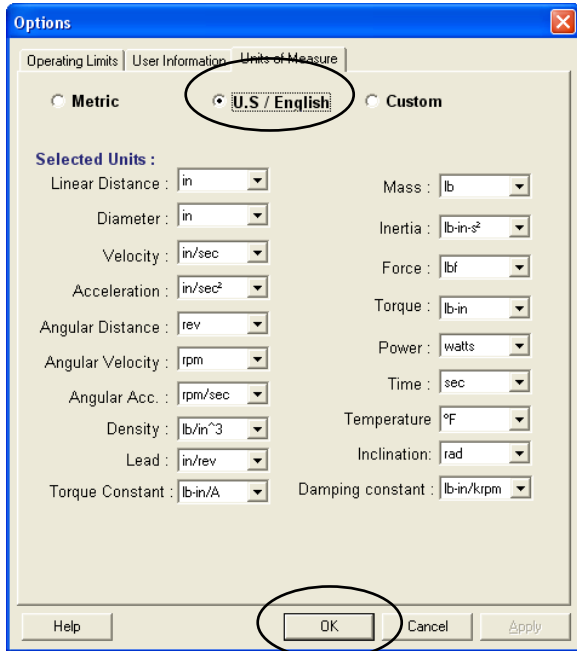 Options
Operating Limits User Information Units of Measure
Metric U.S / English Custom
Selected Units :
Linear Distance : in
Diameter : in
Velocity : in/sec
Acceleration : in/sec²
Angular Distance : rev
Angular Velocity : rpm
Angular Acc. : rpm/sec
Density : lb/in^3
Lead : in/rev
Torque Constant : lb-in/A
Mass : lb
Inertia : lb-in-s²
Force : lbf
Torque : lb-in
Power : watts
Time : sec
Temperature °F
Inclination: rad
Damping constant : lb-in/krpm
Help OK Cancel Apply